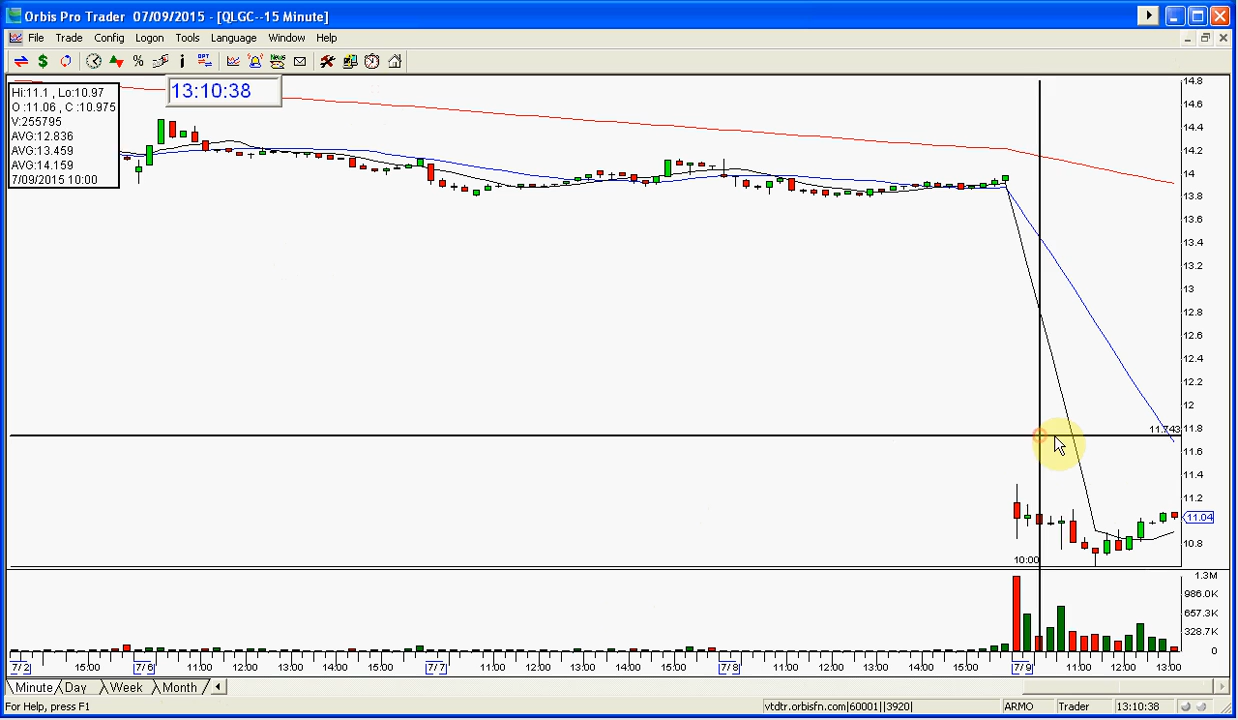 Orbis Pro Trader 07/09/2015 - [QLGC--15 Minute]
File Trade Config Logon Tools Language Window Help
13:10:38
Hi:11.1 , Lo:10.97
O :11.06 , C :10.975
V:255795
AVG:12.836
AVG:13.459
AVG:14.159
7/09/2015 10:00
14.8
14.6
14.4
14.2
14
13.8
13.6
13.4
13.2
13
12.8
12.6
12.4
12.2
12
11.8
11.743
11.6
11.4
11.2
11.04
10.8
10:00
1.3M
986.0K
657.3K
328.7K
0
7/ 2 15:00 7/ 6 11:00 12:00 13:00 14:00 15:00 7/ 7 11:00 12:00 13:00 14:00 15:00 7/ 8 11:00 12:00 13:00 14:00 15:00 7/ 9 11:00 12:00 13:00
Minute Day Week Month
For Help, press F1 vtdtr.orbisfn.com|60001||3920| ARMO Trader 13:10:38